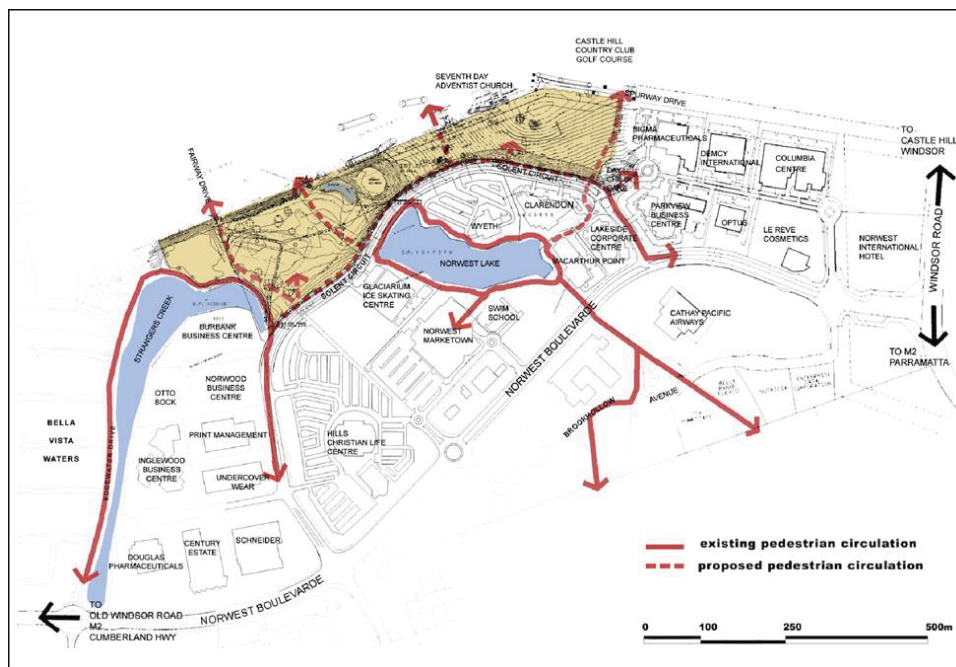 CASTLE HILL
COUNTRY CLUB
GOLF COURSE
SEVENTH DAY
ADVENTIST CHURCH
SPURWAY DRIVE
TO
CASTLE HILL
WINDSOR
SIGMA
PHARMACEUTICALS
DEMCY
INTERNATIONAL
COLUMBIA
CENTRE
FAIRWAY DRIVE
SOLENT CIRCUIT
CLARENDON
WYETH
LAKESIDE
CORPORATE
CENTRE
PARKVIEW
BUSINESS
CENTRE
OPTUS
LE REVE
COSMETICS
NORWEST
INTERNATIONAL
HOTEL
WINDSOR ROAD
NORWEST LAKE
MACARTHUR POINT
SOLENT CIRCUIT
GLACIARIUM
ICE SKATING
CENTRE
STRANGERS CREEK
BURBANK
BUSINESS CENTRE
SWIM
SCHOOL
NORWEST
MARKETOWN
CATHAY PACIFIC
AIRWAYS
NORWEST BOULEVARDE
TO M2
PARRAMATTA
OTTO
BOCK
NORWOOD
BUSINESS
CENTRE
BROOKHOLLOW
AVENUE
BELLA
VISTA
WATERS
EDGEWATER DRIVE
PRINT MANAGEMENT
HILLS
CHRISTIAN LIFE
CENTRE
INGLEWOOD
BUSINESS
CENTRE
UNDERCOVER
WEAR
SCHNEIDER
CENTURY
ESTATE
DOUGLAS
PHARMACEUTICALS
existing pedestrian circulation
proposed pedestrian circulation
NORWEST BOULEVARDE
TO
OLD WINDSOR ROAD
M2
CUMBERLAND HWY
0 100 250 500m